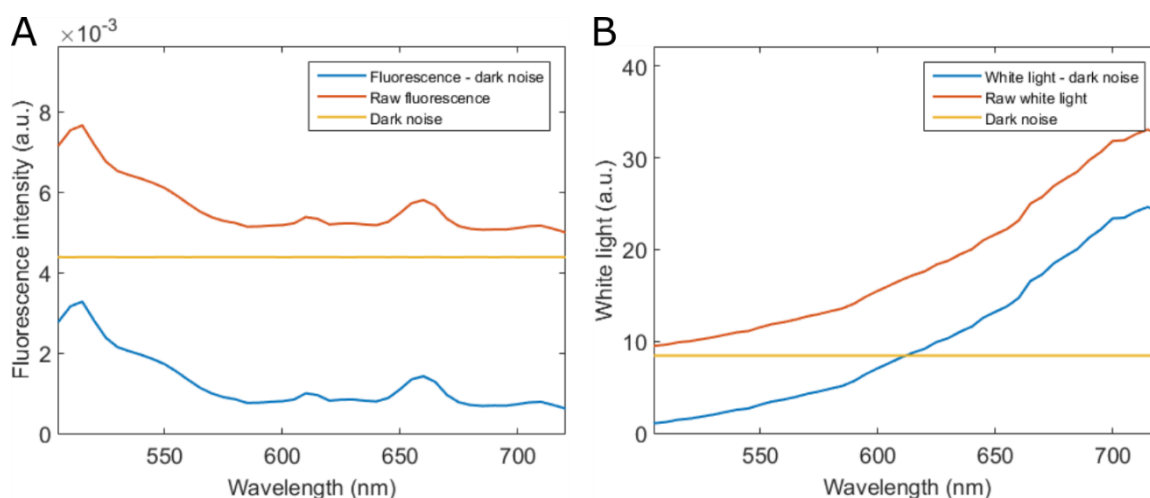 A
×10⁻³
Fluorescence intensity (a.u.)
8
6
4
2
0
Fluorescence - dark noise
Raw fluorescence
Dark noise
550
600
650
700
Wavelength (nm)
B
White light (a.u.)
40
30
20
10
0
White light - dark noise
Raw white light
Dark noise
550
600
650
700
Wavelength (nm)